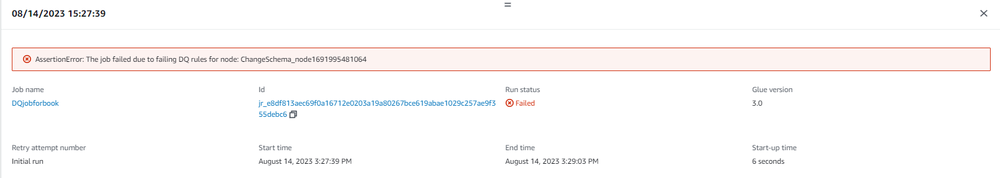 08/14/2023 15:27:39
AssertionError: The job failed due to failing DQ rules for node: ChangeSchema_node1691995481064
Job name
DQjobforbook
Id
jr_e8df813aec69f0a16712e0203a19a80267bce619abae1029c257ae9f3
55debc6
Run status
Failed
Glue version
3.0
Retry attempt number
Initial run
Start time
August 14, 2023 3:27:39 PM
End time
August 14, 2023 3:29:03 PM
Start-up time
6 seconds